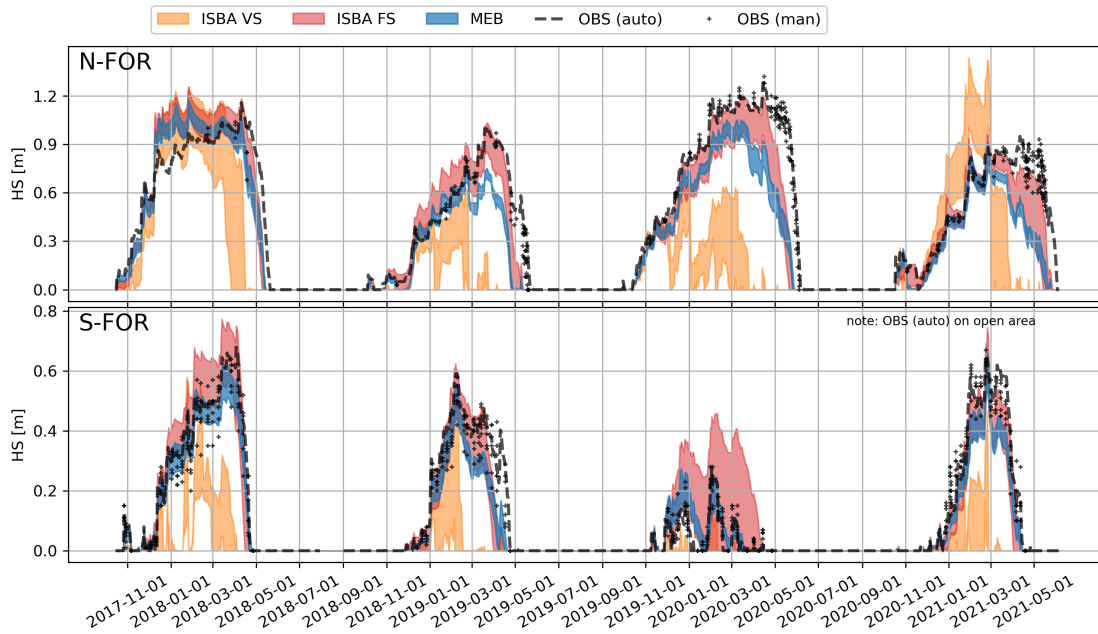 ISBA VS ISBA FS MEB OBS (auto) OBS (man)
N-FOR
HS [m]
1.2
0.9
0.6
0.3
0.0
S-FOR
note: OBS (auto) on open area
HS [m]
0.8
0.6
0.4
0.2
0.0
2017-11-01 2018-01-01 2018-03-01 2018-05-01 2018-07-01 2018-09-01 2018-11-01 2019-01-01 2019-03-01 2019-05-01 2019-07-01 2019-09-01 2019-11-01 2020-01-01 2020-03-01 2020-05-01 2020-07-01 2020-09-01 2020-11-01 2021-01-01 2021-03-01 2021-05-01